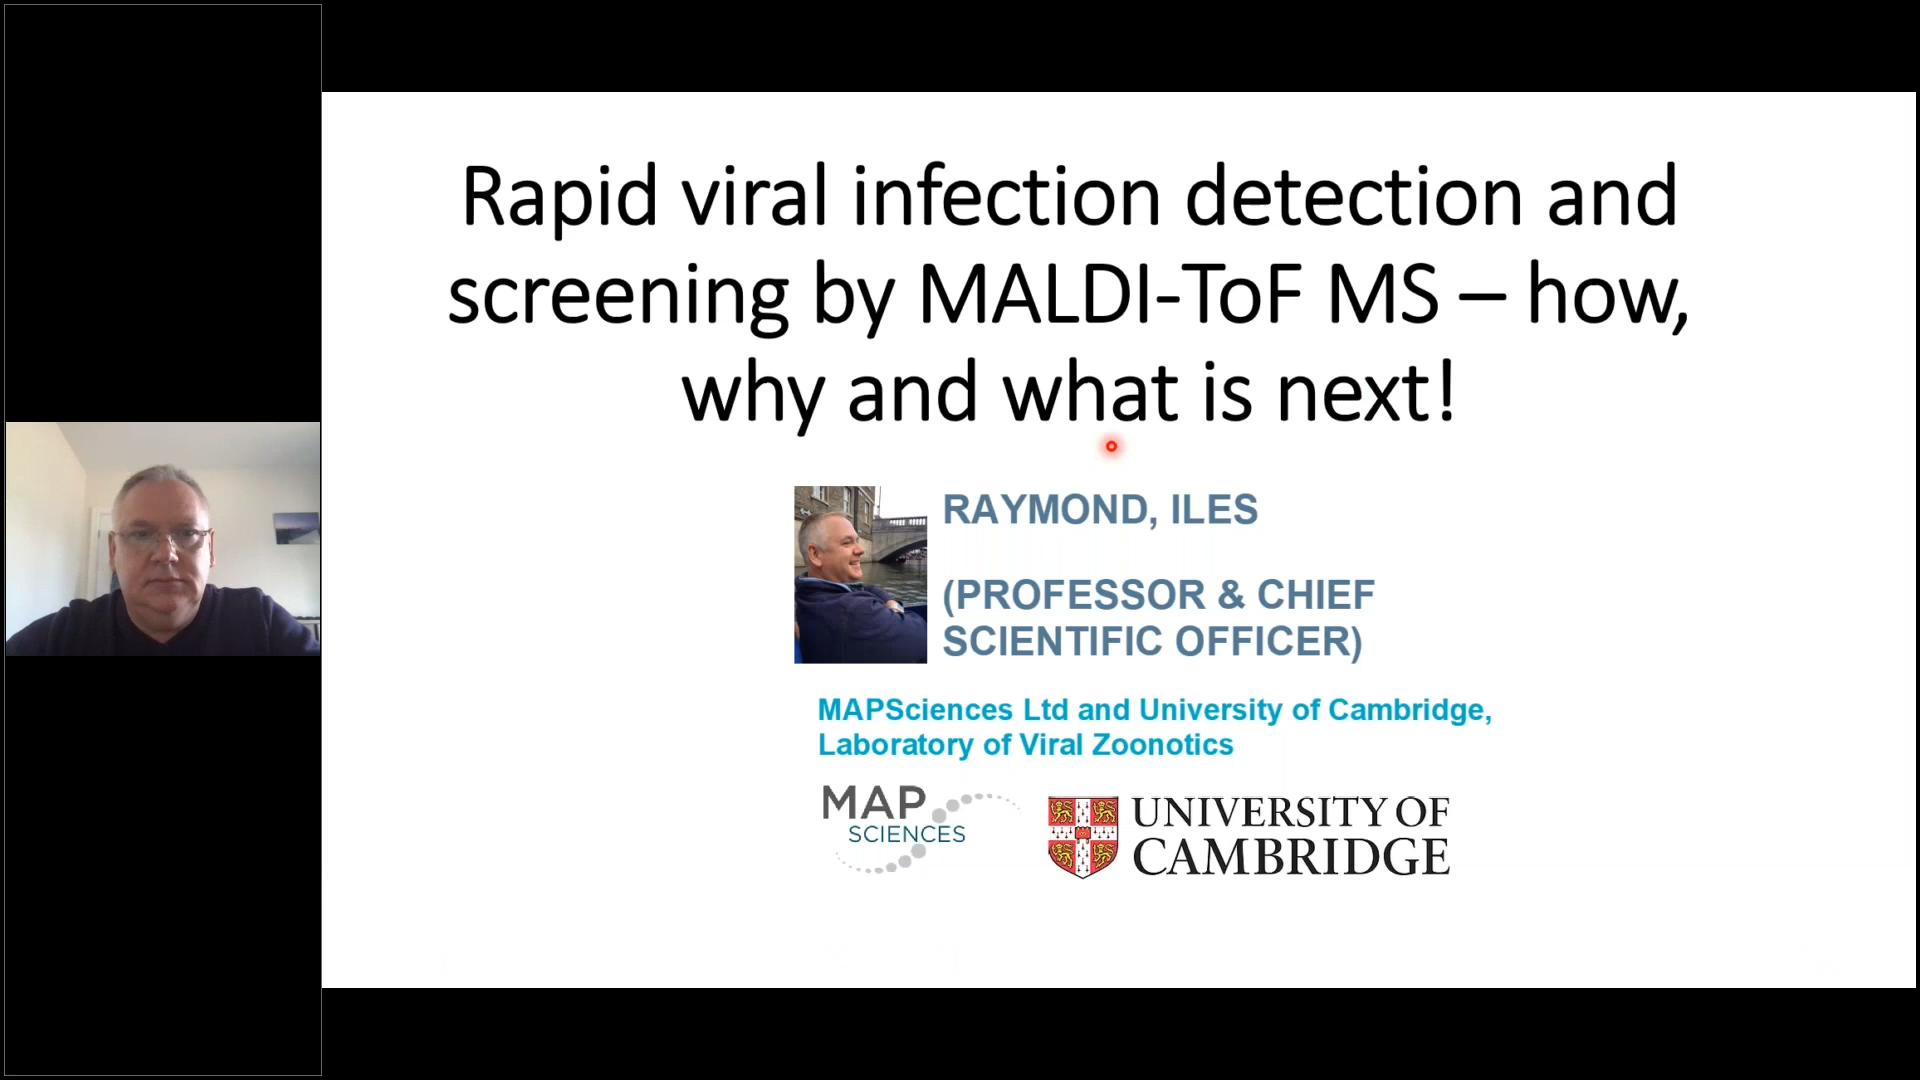 Rapid viral infection detection and
screening by MALDI-ToF MS – how,
why and what is next!
RAYMOND, ILES
(PROFESSOR & CHIEF
SCIENTIFIC OFFICER)
MAPSciences Ltd and University of Cambridge,
Laboratory of Viral Zoonotics
MAP
SCIENCES
UNIVERSITY OF
CAMBRIDGE